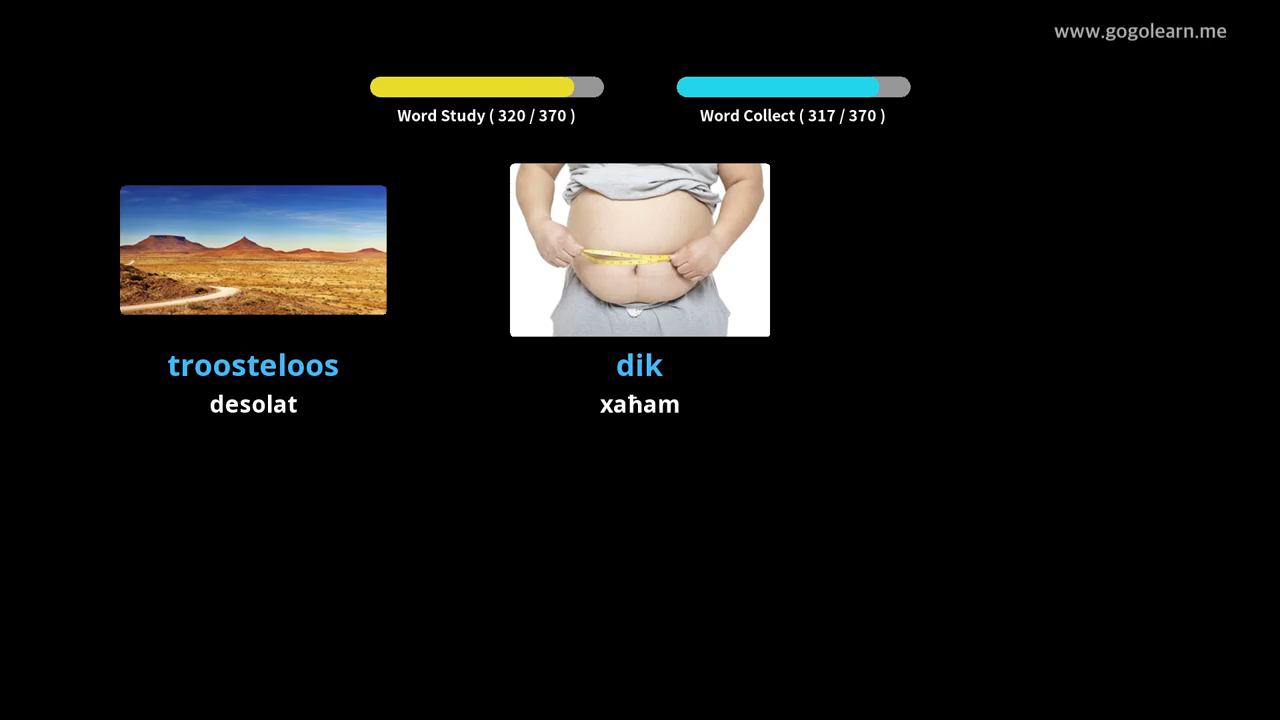 www.gogolearn.me
Word Study ( 320 / 370 )
Word Collect ( 317 / 370 )
troosteloos
desolat
dik
xaħam